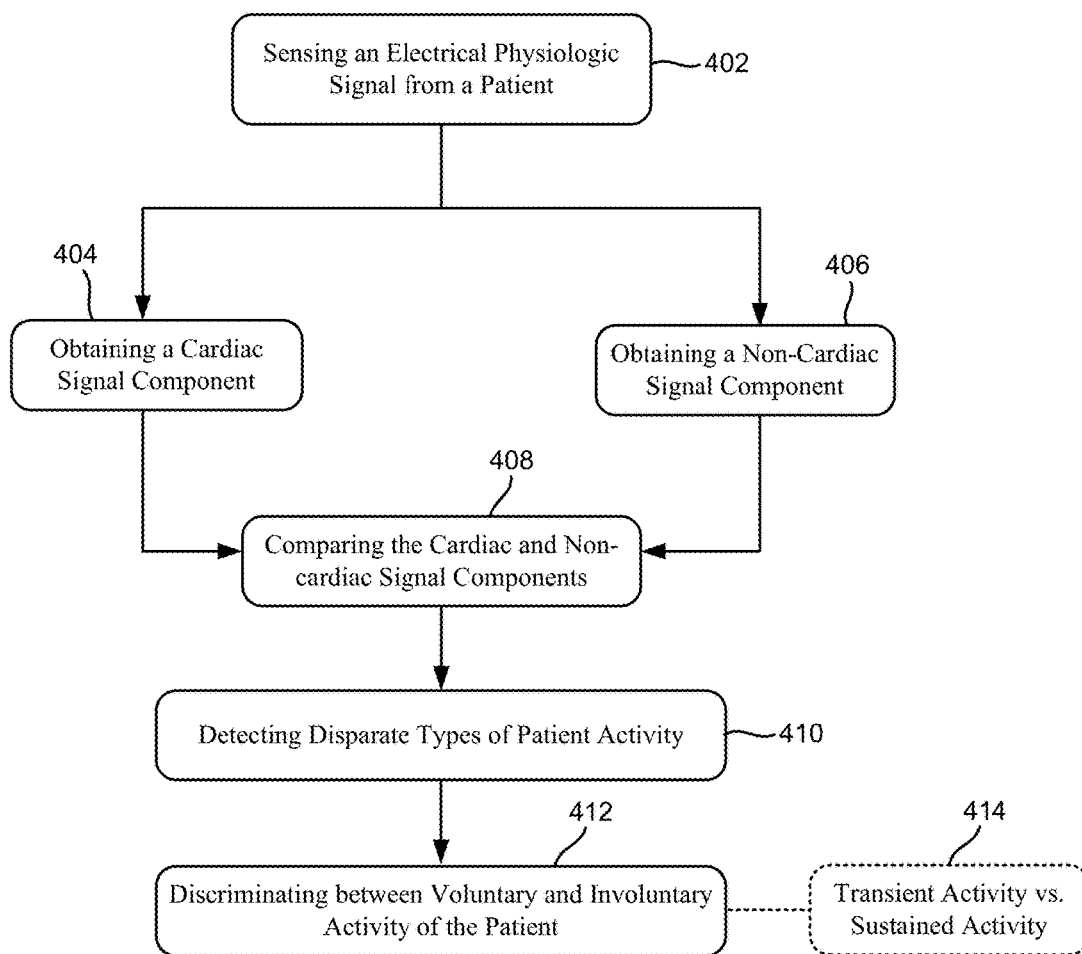 Sensing an Electrical Physiologic
Signal from a Patient
402
404
406
Obtaining a Cardiac
Signal Component
Obtaining a Non-Cardiac
Signal Component
408
Comparing the Cardiac and Non-
cardiac Signal Components
Detecting Disparate Types of Patient Activity
410
412
414
Discriminating between Voluntary and Involuntary
Activity of the Patient
Transient Activity vs.
Sustained Activity